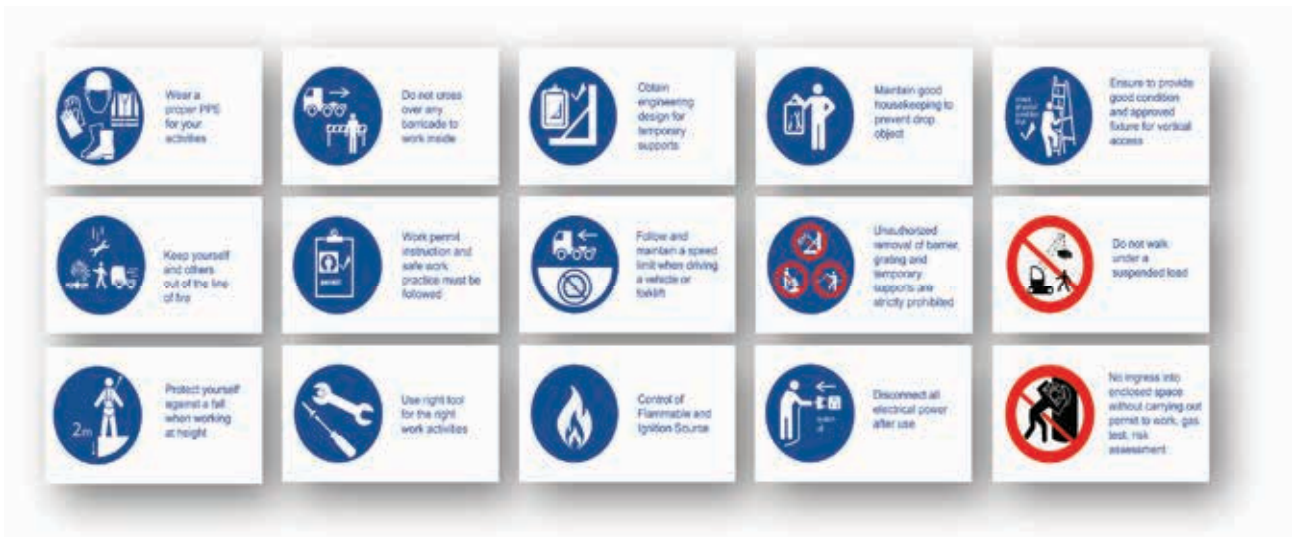 Wear a
proper PPE
for your
activities
Do not cross
over any
barricade to
work inside
Obtain
engineering
design for
temporary
supports
Maintain good
housekeeping to
prevent drop
object
Ensure to provide
good condition
and approved
fixture for vertical
access
Keep yourself
and others
out of the line
of fire
Work permit
instruction and
safe work
practice must be
followed
Follow and
maintain a speed
limit when driving
a vehicle or
forklift
Unauthorized
removal of barrier,
grating and
temporary
supports are
strictly prohibited
Do not walk
under a
suspended load
Protect yourself
against a fall
when working
at height
2m
Use right tool
for the right
work activities
Control of
Flammable and
Ignition Source
Disconnect all
electrical power
after use
No ingress into
enclosed space
without carrying out
permit to work, gas
test, risk
assessment